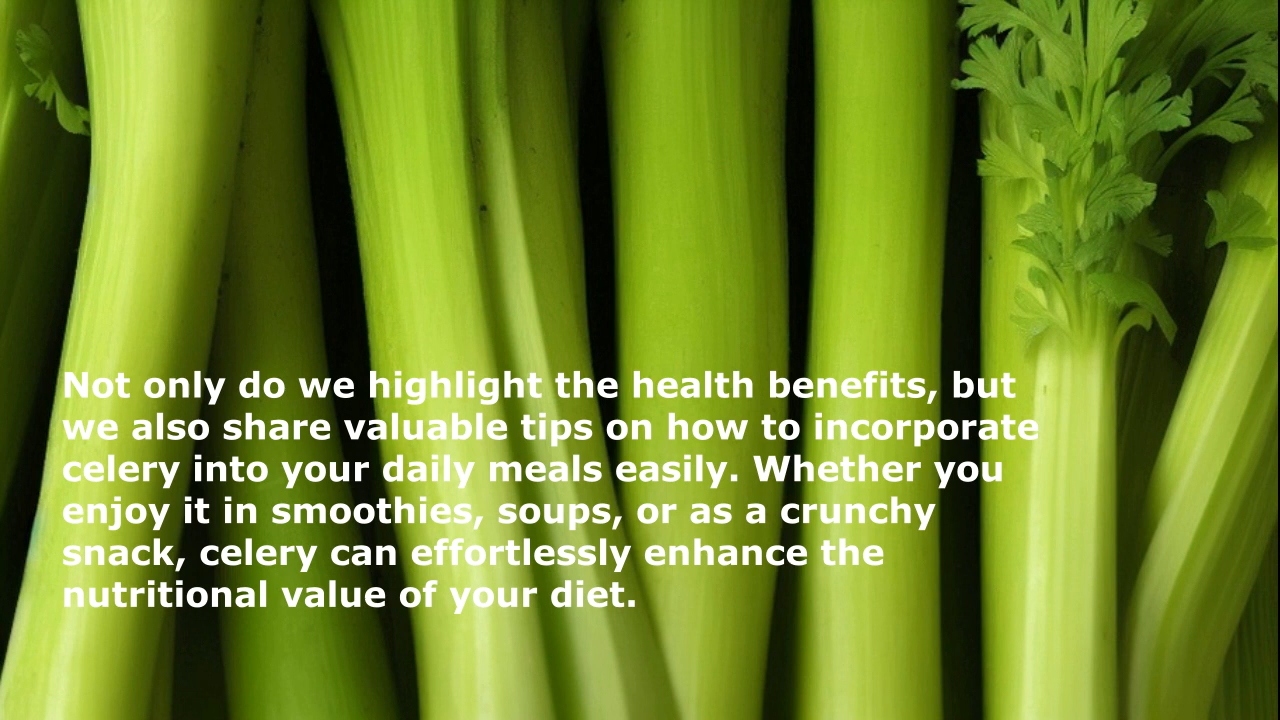 Not only do we highlight the health benefits, but
we also share valuable tips on how to incorporate
celery into your daily meals easily. Whether you
enjoy it in smoothies, soups, or as a crunchy
snack, celery can effortlessly enhance the
nutritional value of your diet.